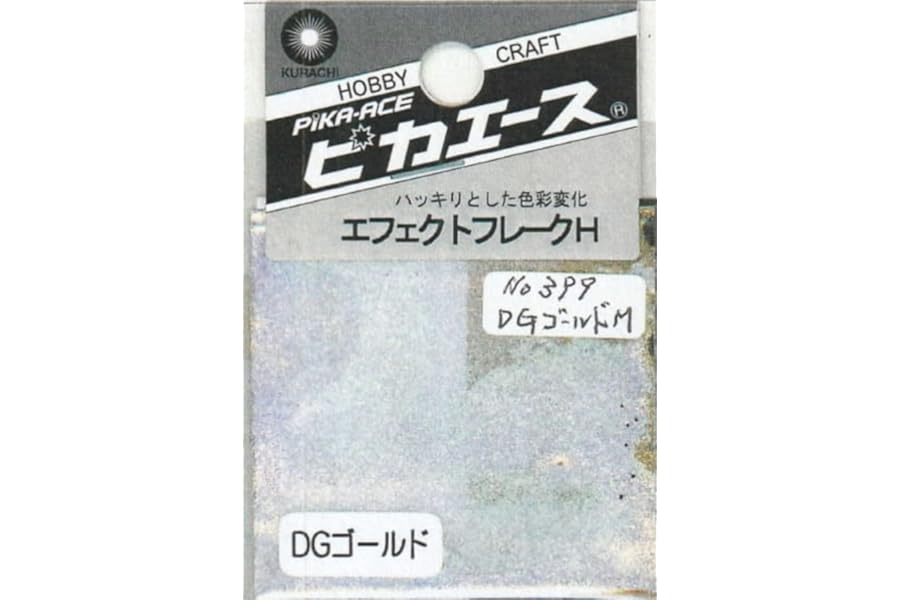 KURACHI
HOBBY CRAFT
PiKA-ACE
ピカエース®
ハッキリとした色彩変化
エフェクトフレークH
No 399
DGゴールドM
DGゴールド